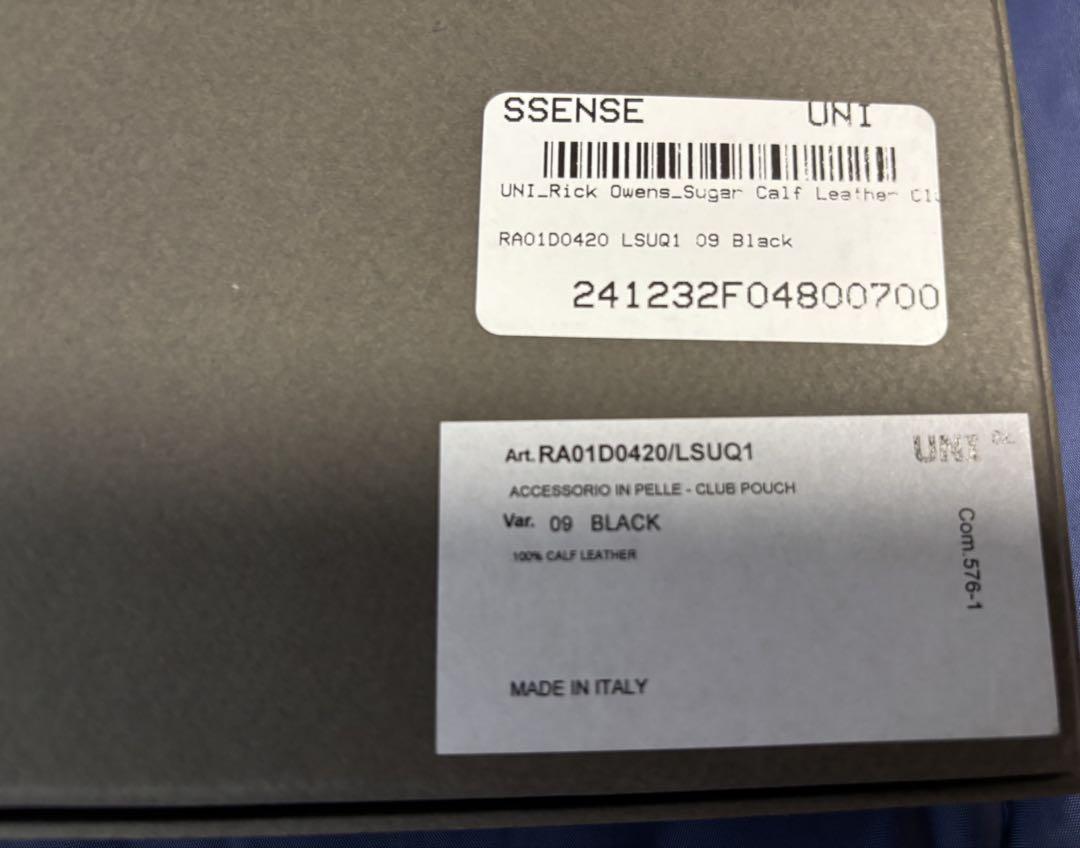 SSENSE UNI
UNI_Rick Owens_Sugar Calf Leather
RA01D0420 LSUQ1 09 Black
241232F04800700
Art. RA01D0420/LSUQ1 UNI
ACCESSORIO IN PELLE - CLUB POUCH
Var. 09 BLACK
100% CALF LEATHER
Com.576-1
MADE IN ITALY